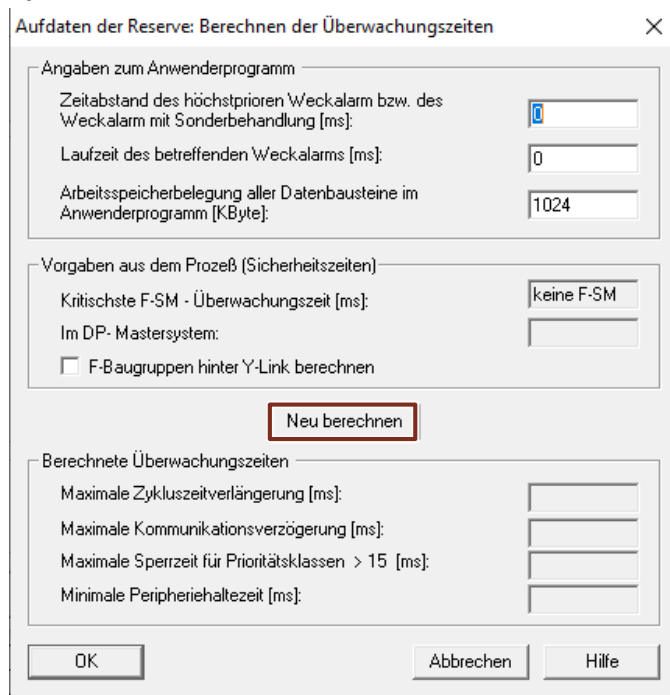 Aufdaten der Reserve: Berechnen der Überwachungszeiten
Angaben zum Anwenderprogramm
Zeitabstand des höchstprioren Weckalarm bzw. des
Weckalarm mit Sonderbehandlung [ms]:
0
Laufzeit des betreffenden Weckalarms [ms]:
0
Arbeitsspeicherbelegung aller Datenbausteine im
Anwenderprogramm [KByte]:
1024
Vorgaben aus dem Prozeß (Sicherheitszeiten)
Kritischste F-SM - Überwachungszeit [ms]:
keine F-SM
Im DP- Mastersystem:
F-Baugruppen hinter Y-Link berechnen
Neu berechnen
Berechnete Überwachungszeiten
Maximale Zykluszeitverlängerung [ms]:
Maximale Kommunikationsverzögerung [ms]:
Maximale Sperrzeit für Prioritätsklassen > 15 [ms]:
Minimale Peripheriehaltezeit [ms]:
OK
Abbrechen
Hilfe